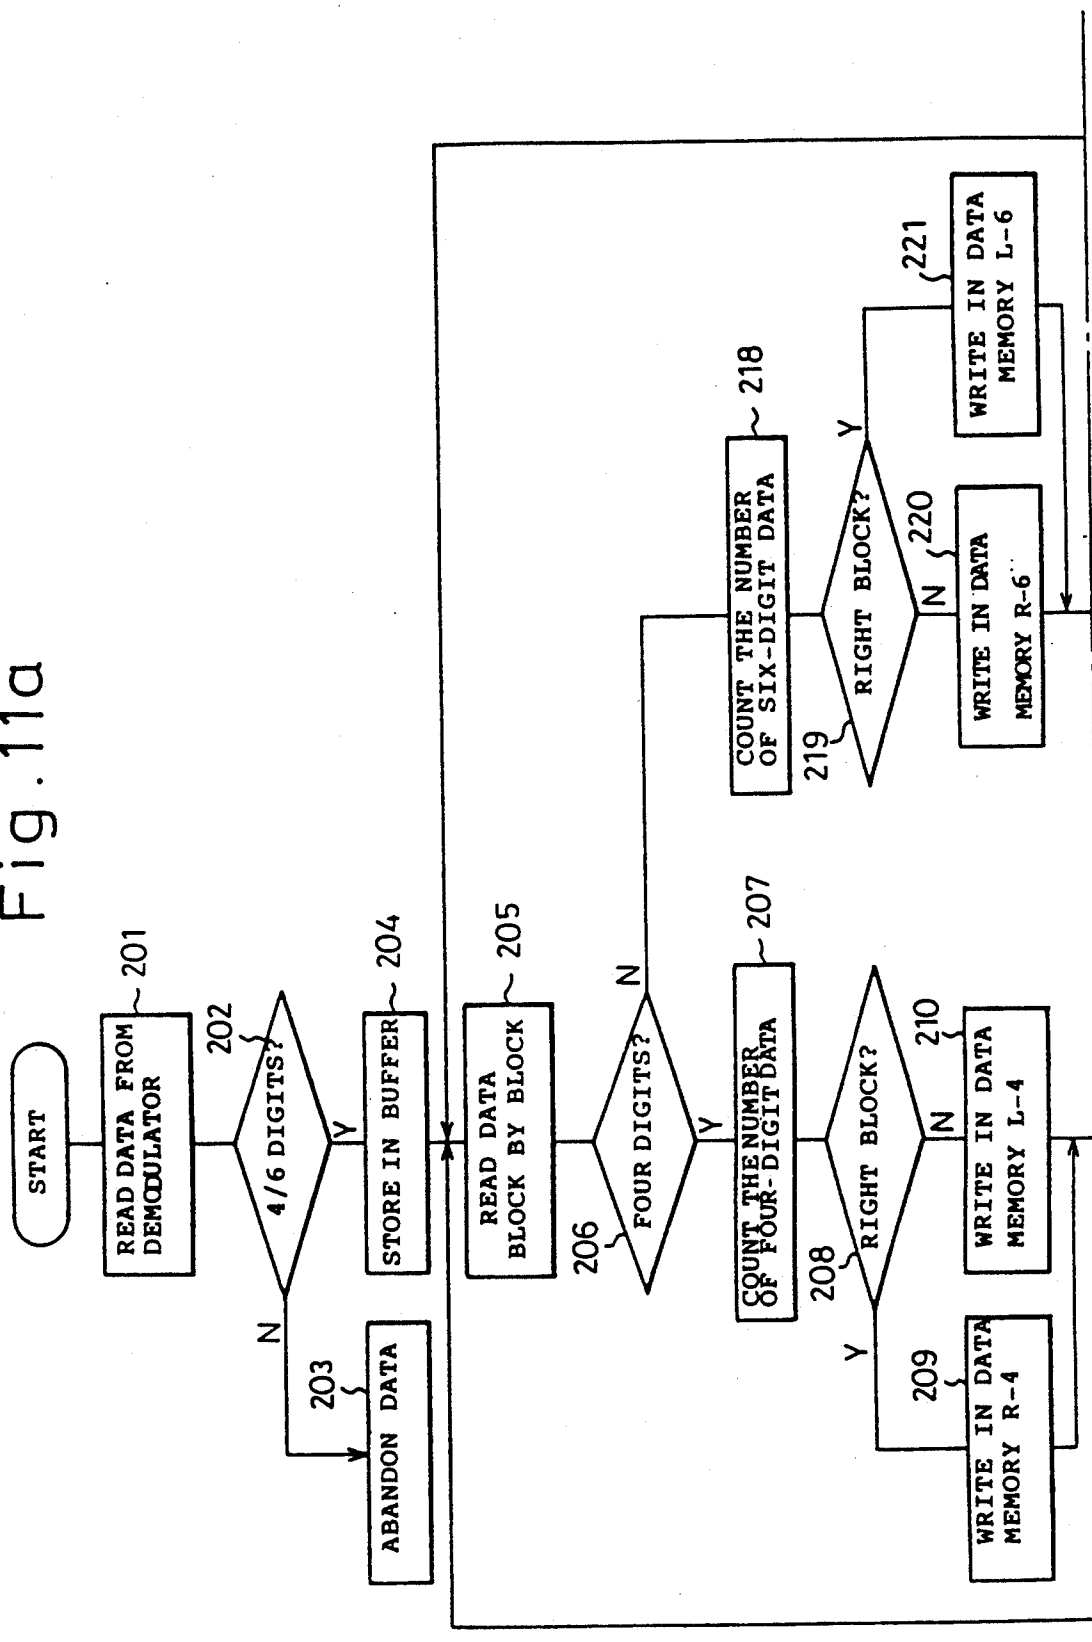 Fig. 11a
START
READ DATA FROM
DEMODULATOR
201
4/6 DIGITS?
202
N
Y
ABANDON DATA
203
STORE IN BUFFER
204
READ DATA
BLOCK BY BLOCK
205
FOUR DIGITS?
206
N
Y
COUNT THE NUMBER
OF FOUR-DIGIT DATA
207
COUNT THE NUMBER
OF SIX-DIGIT DATA
218
RIGHT BLOCK?
208
Y
N
RIGHT BLOCK?
219
Y
N
WRITE IN DATA
MEMORY R-4
209
WRITE IN DATA
MEMORY L-4
210
WRITE IN DATA
MEMORY R-6
220
WRITE IN DATA
MEMORY L-6
221